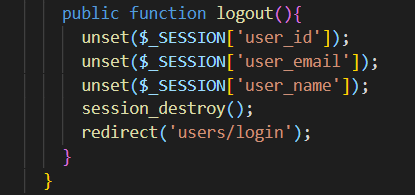 public function logout(){
unset($_SESSION['user_id']);
unset($_SESSION['user_email']);
unset($_SESSION['user_name']);
session_destroy();
redirect('users/login');
}
}